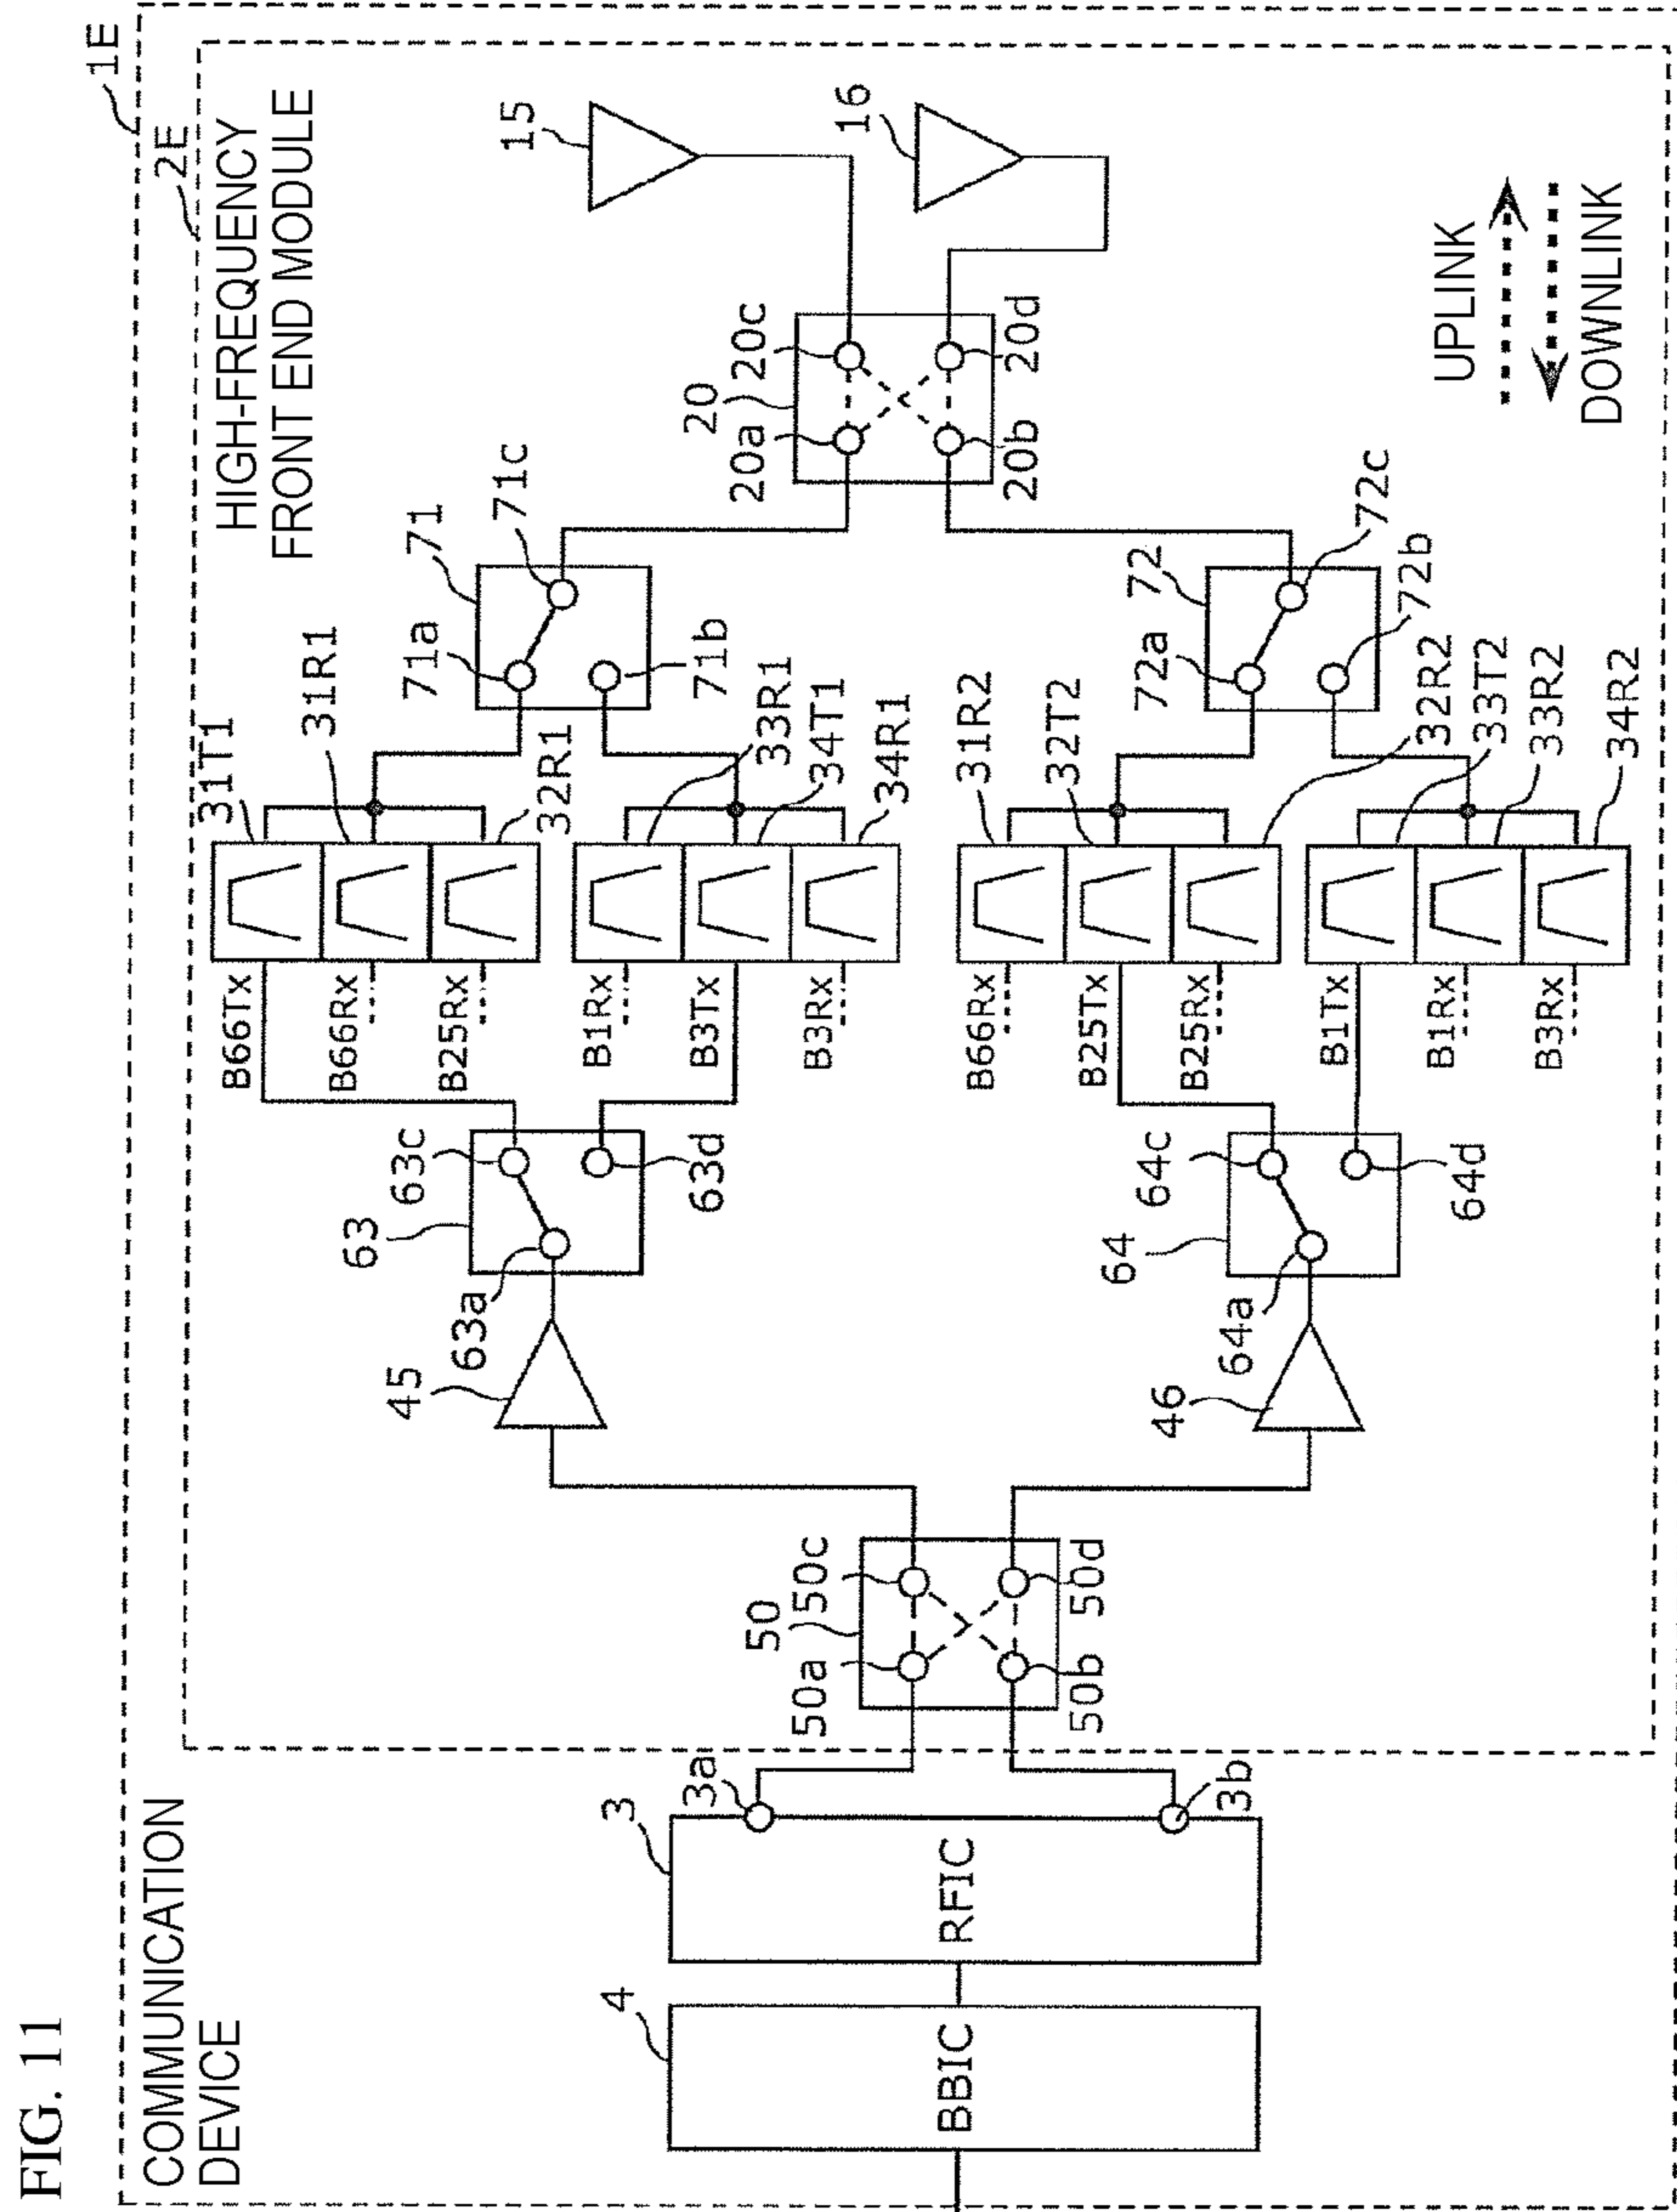 FIG. 11
1E
COMMUNICATION
DEVICE
2E
HIGH-FREQUENCY
FRONT END MODULE
4
BBIC
3
RFIC
3a
3b
50
50a
50c
50b
50d
45
46
63
63a
63c
63d
64
64a
64c
64d
B66Tx
B66Rx
B25Rx
B1Rx
B3Tx
B3Rx
B66Rx
B25Tx
B25Rx
B1Tx
B1Rx
B3Rx
31T1
31R1
32R1
33R1
34T1
34R1
31R2
32T2
32R2
33T2
33R2
34R2
71
71a
71c
71b
72
72a
72c
72b
20
20a
20c
20b
20d
15
16
UPLINK
DOWNLINK